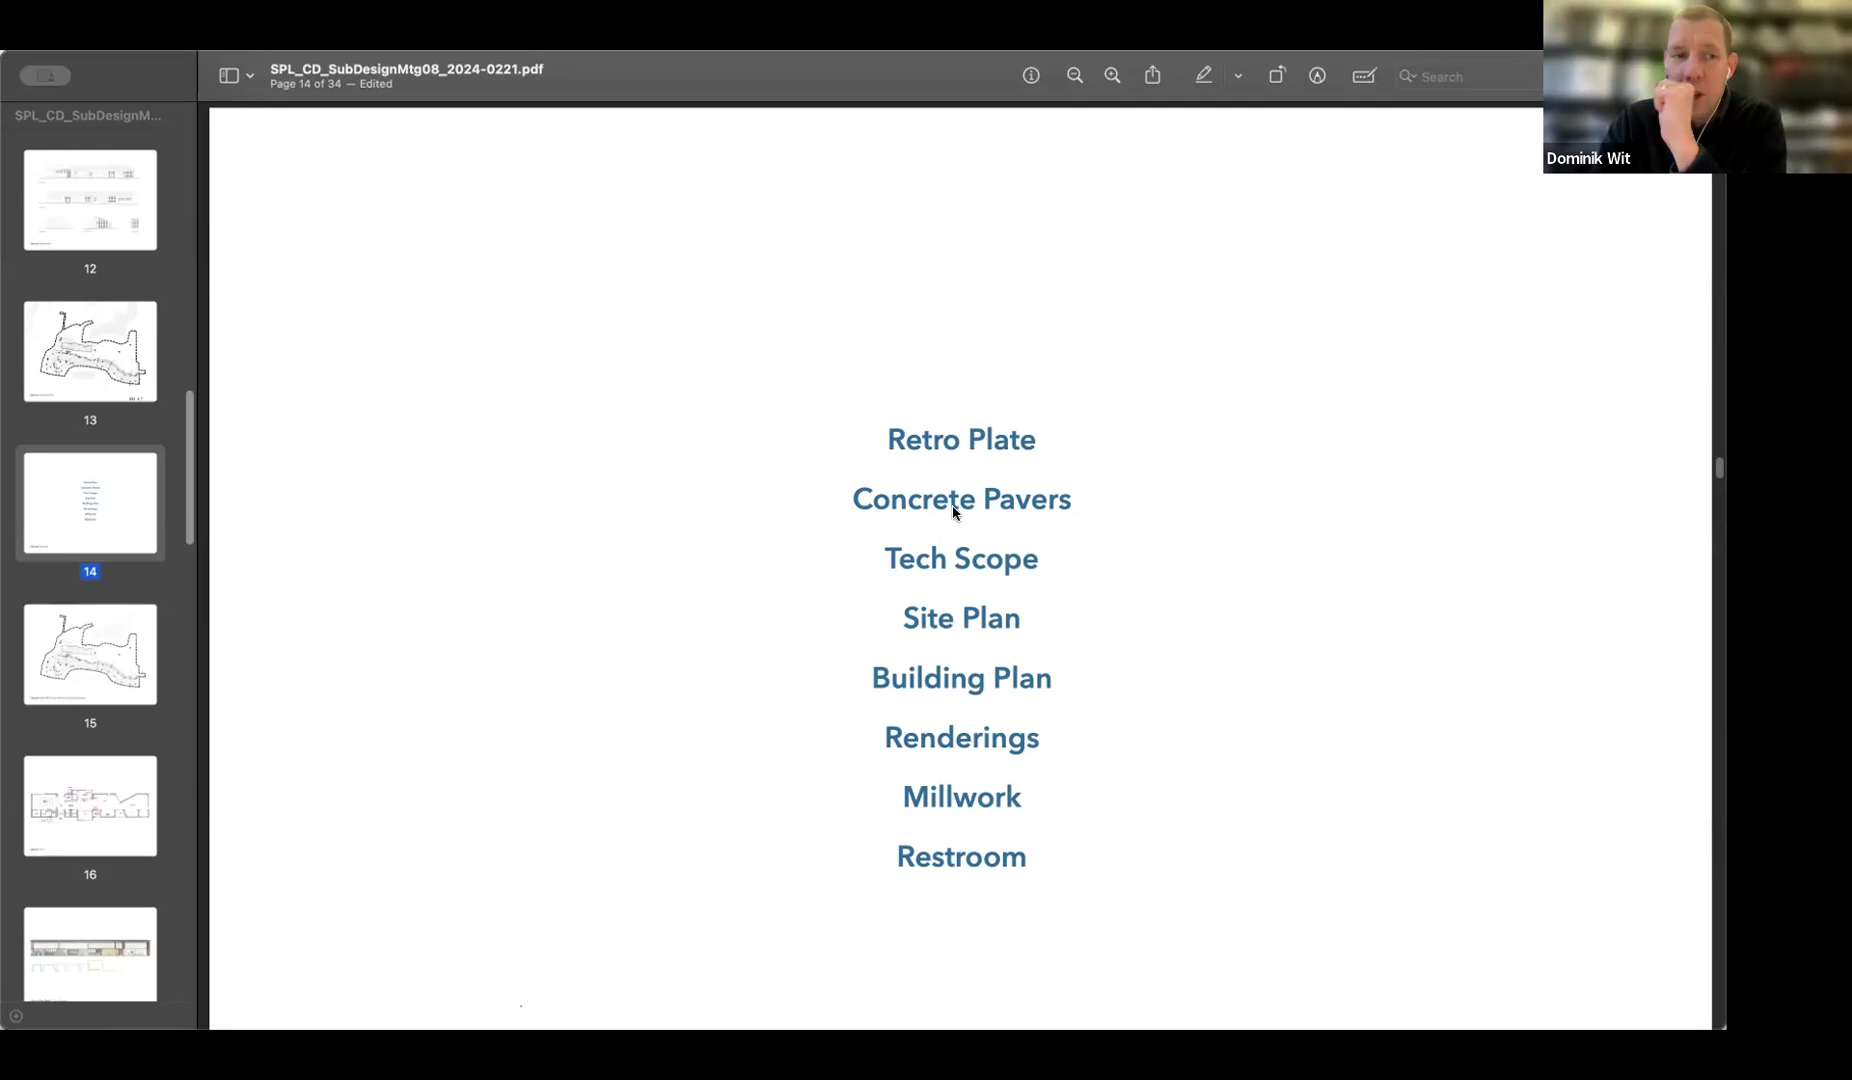 SPL_CD_SubDesignMtg08_2024-0221.pdf
Page 14 of 34 — Edited
Search
Dominik Wit
SPL_CD_SubDesignM...
12
13
14
15
16
Retro Plate
Concrete Pavers
Tech Scope
Site Plan
Building Plan
Renderings
Millwork
Restroom